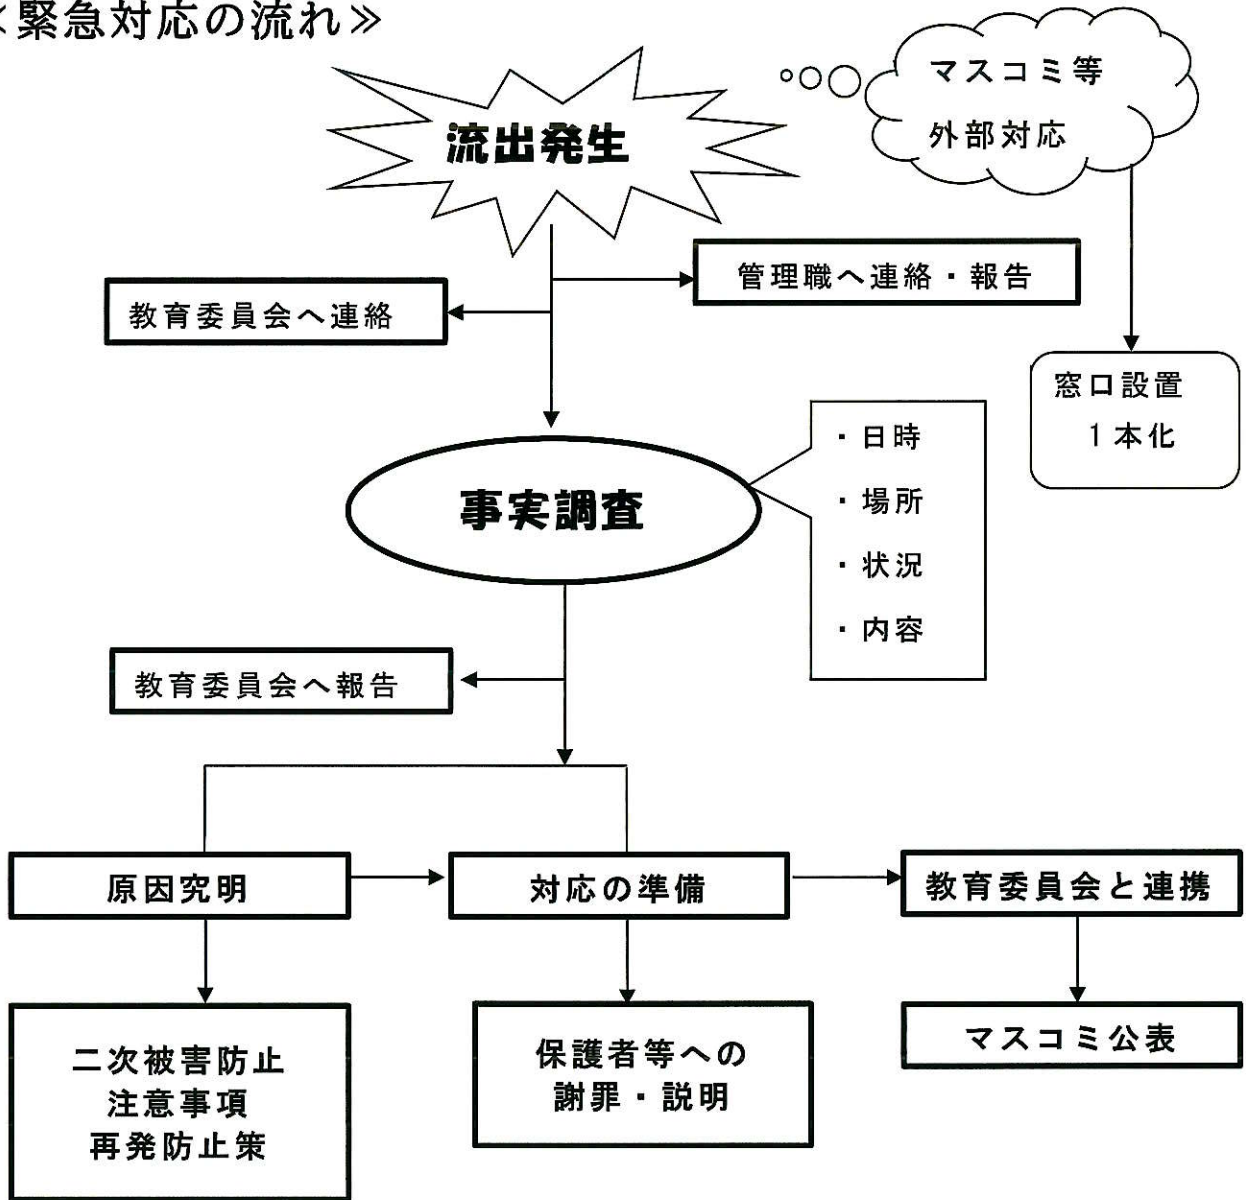 ≪緊急対応の流れ≫
マスコミ等
外部対応
流出発生
管理職へ連絡・報告
教育委員会へ連絡
窓口設置
1本化
事実調査
・日時
・場所
・状況
・内容
教育委員会へ報告
原因究明
対応の準備
教育委員会と連携
二次被害防止
注意事項
再発防止策
保護者等への
謝罪・説明
マスコミ公表